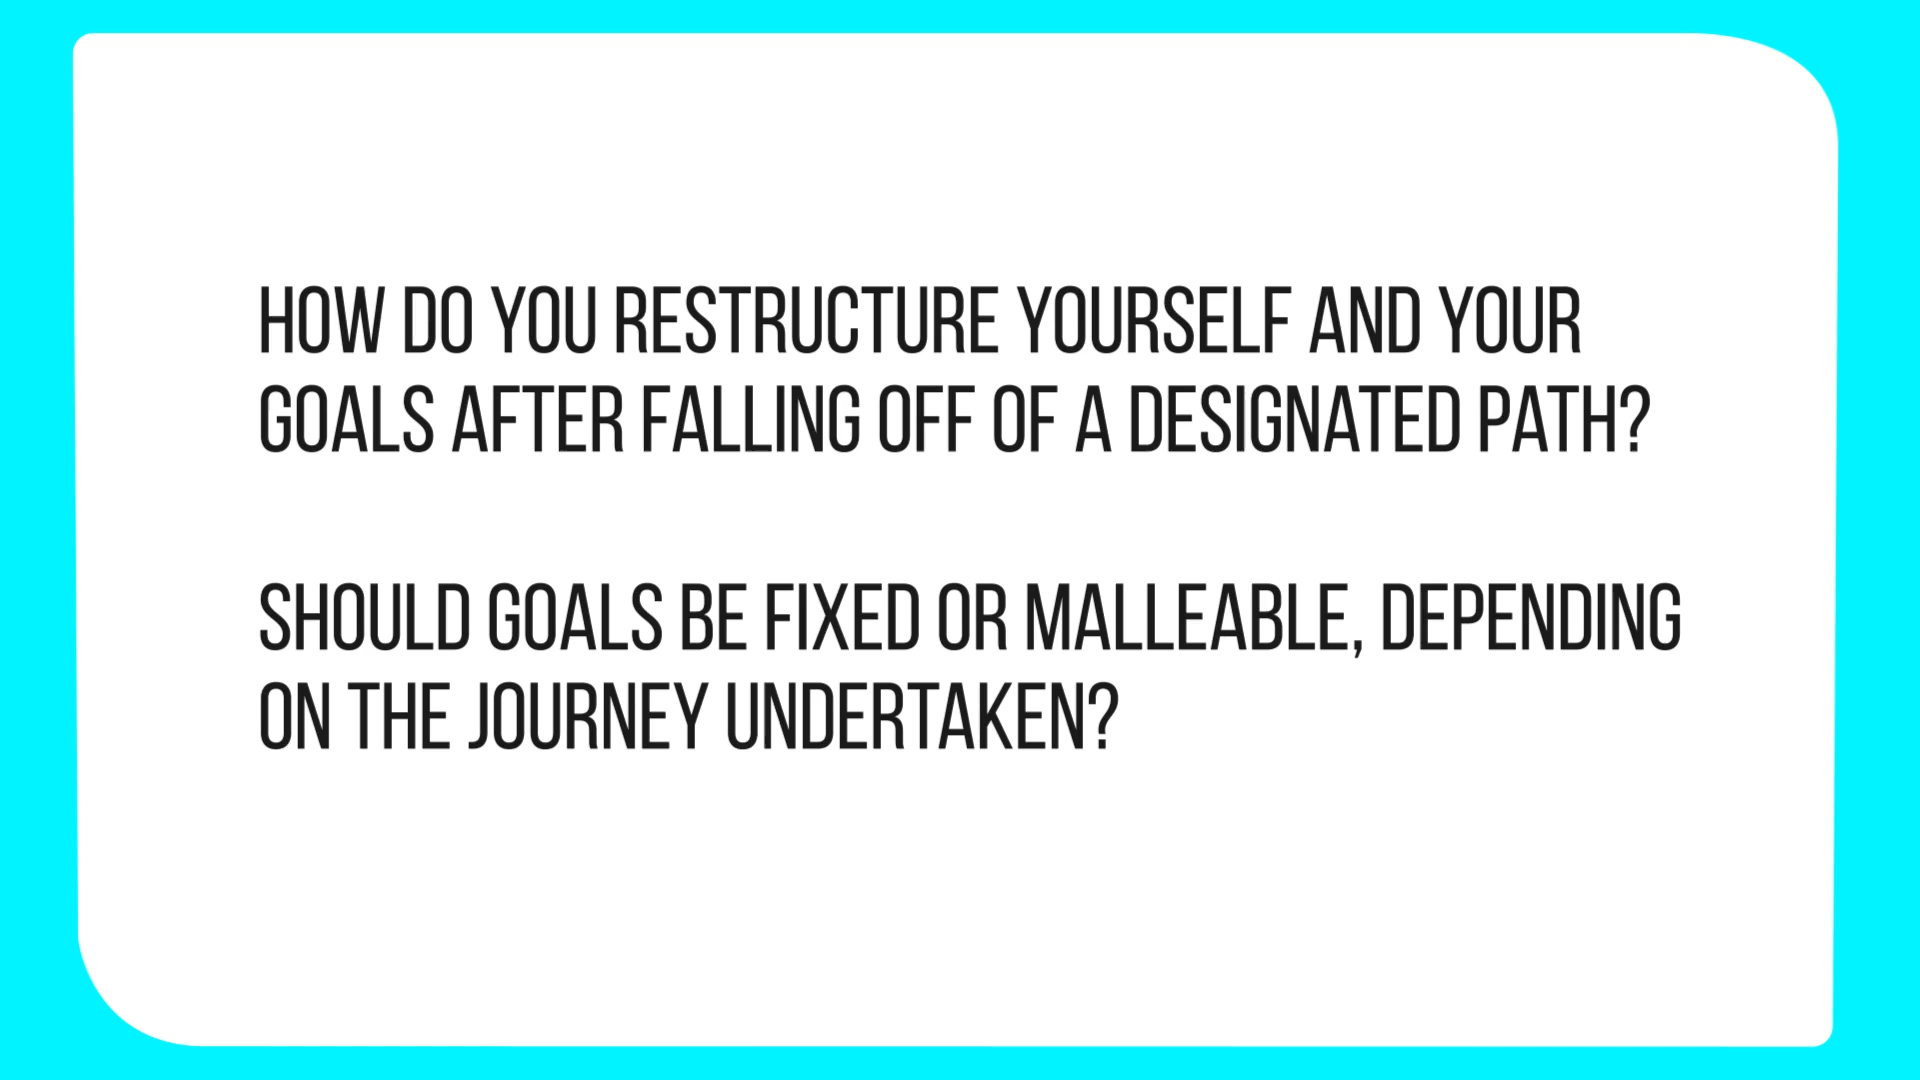 HOW DO YOU RESTRUCTURE YOURSELF AND YOUR
GOALS AFTER FALLING OFF OF A DESIGNATED PATH?
SHOULD GOALS BE FIXED OR MALLEABLE, DEPENDING
ON THE JOURNEY UNDERTAKEN?